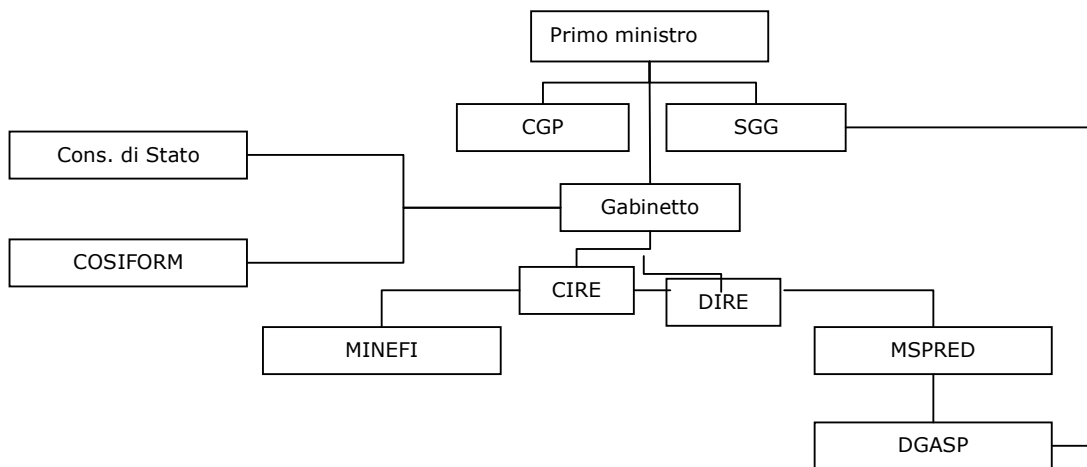 Primo ministro
CGP
SGG
Cons. di Stato
Gabinetto
COSIFORM
CIRE
DIRE
MINEFI
MSPRED
DGASP